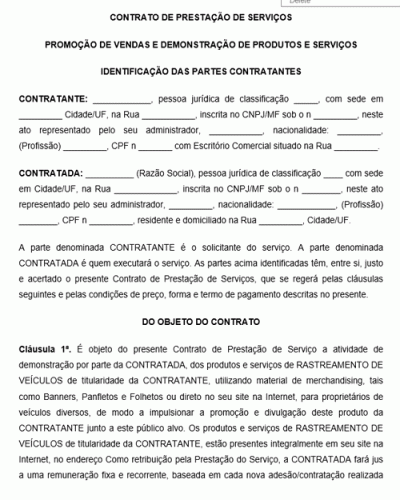 Delete
CONTRATO DE PRESTAÇÃO DE SERVIÇOS
PROMOÇÃO DE VENDAS E DEMONSTRAÇÃO DE PRODUTOS E SERVIÇOS
IDENTIFICAÇÃO DAS PARTES CONTRATANTES
CONTRATANTE: __________, pessoa jurídica de classificação ____, com sede em
________ Cidade/UF, na Rua __________, inscrita no CNPJ/MF sob o n _________, neste
ato representado pelo seu administrador, _________, nacionalidade: ________,
(Profissão) ________, CPF n ______ com Escritório Comercial situado na Rua ________.
CONTRATADA: ________ (Razão Social), pessoa jurídica de classificação ___ com sede
em Cidade/UF, na Rua ___________, inscrita no CNPJ/MF sob o n _______, neste ato
representado pelo seu administrador, ________, nacionalidade: __________, (Profissão)
_______, CPF n ________, residente e domiciliado na Rua ________, Cidade/UF.
A parte denominada CONTRATANTE é o solicitante do serviço. A parte denominada
CONTRATADA é quem executará o serviço. As partes acima identificadas têm, entre si, justo
e acertado o presente Contrato de Prestação de Serviços, que se regerá pelas cláusulas
seguintes e pelas condições de preço, forma e termo de pagamento descritas no presente.
DO OBJETO DO CONTRATO
Cláusula 1ª. É objeto do presente Contrato de Prestação de Serviço a atividade de
demonstração por parte da CONTRATADA, dos produtos e serviços de RASTREAMENTO DE
VEÍCULOS de titularidade da CONTRATANTE, utilizando material de merchandising, tais
como Banners, Panfletos e Folhetos ou direto no seu site na Internet, para proprietários de
veículos diversos, de modo a impulsionar a promoção e divulgação deste produto da
CONTRATANTE junto a este público alvo. Os produtos e serviços de RASTREAMENTO DE
VEÍCULOS de titularidade da CONTRATANTE, estão presentes integralmente em seu site na
Internet, no endereço Como retribuição pela Prestação do Serviço, a CONTRATADA fará jus
a uma remuneração fixa e recorrente, baseada em cada nova adesão/contratação realizada